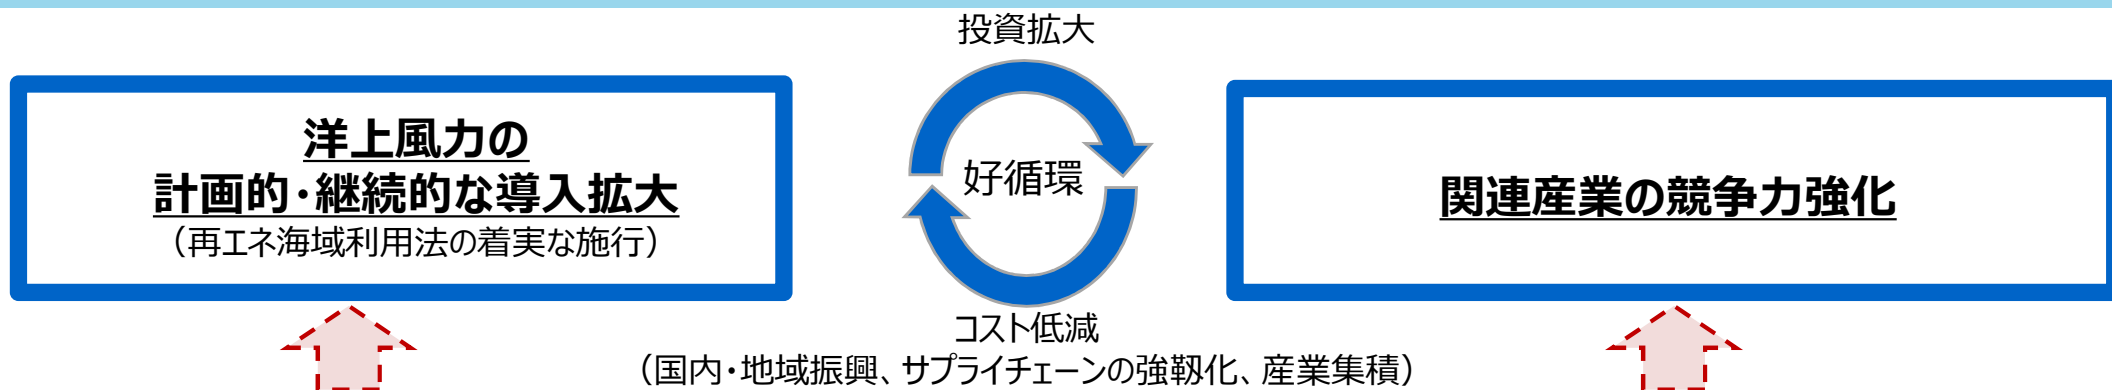 投資拡大
洋上風力の
計画的・継続的な導入拡大
（再エネ海域利用法の着実な施行）
好循環
関連産業の競争力強化
コスト低減
（国内・地域振興、サプライチェーンの強靱化、産業集積）